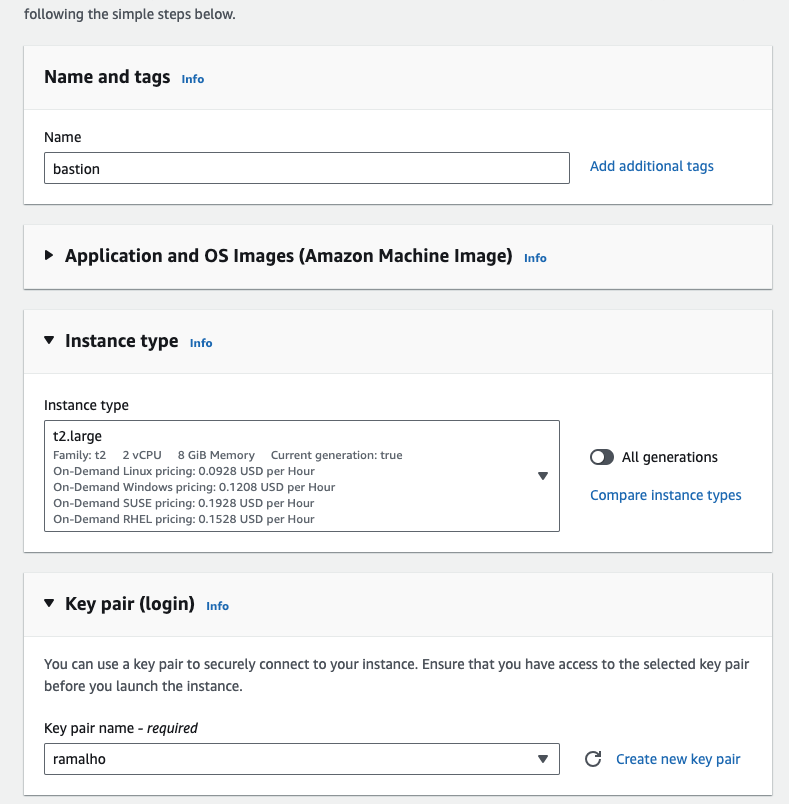 following the simple steps below.
Name and tags Info
Name
bastion
Add additional tags
Application and OS Images (Amazon Machine Image) Info
Instance type Info
Instance type
t2.large
Family: t2 2 vCPU 8 GiB Memory Current generation: true
On-Demand Linux pricing: 0.0928 USD per Hour
On-Demand Windows pricing: 0.1208 USD per Hour
On-Demand SUSE pricing: 0.1928 USD per Hour
On-Demand RHEL pricing: 0.1528 USD per Hour
All generations
Compare instance types
Key pair (login) Info
You can use a key pair to securely connect to your instance. Ensure that you have access to the selected key pair
before you launch the instance.
Key pair name - required
ramalho
Create new key pair